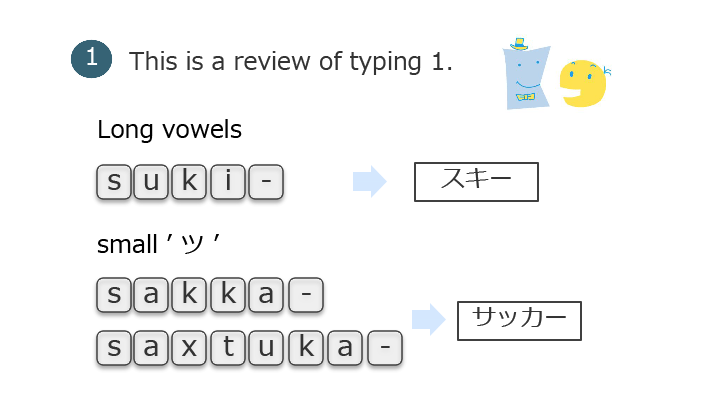 1 This is a review of typing 1.
Long vowels
s u k i - スキー
small ’ ツ ’
s a k k a -
サッカー
s a x t u k a -